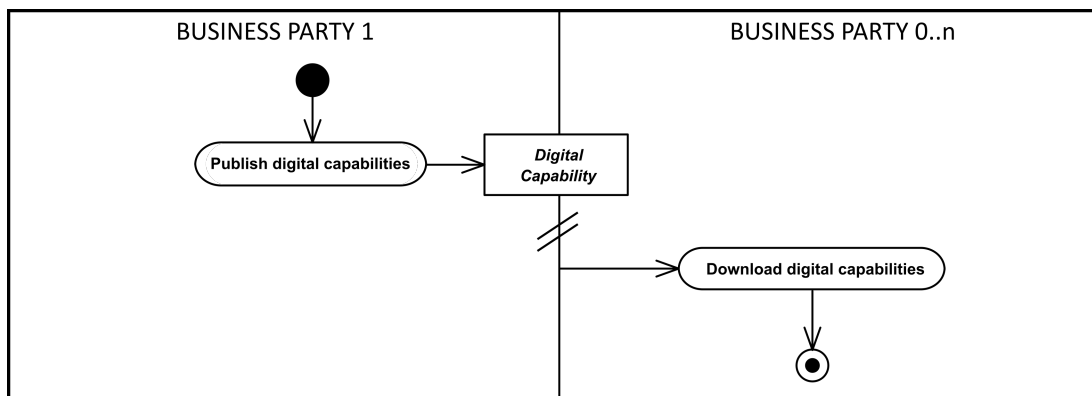 BUSINESS PARTY 1
BUSINESS PARTY 0..n
Publish digital capabilities
Digital
Capability
Download digital capabilities